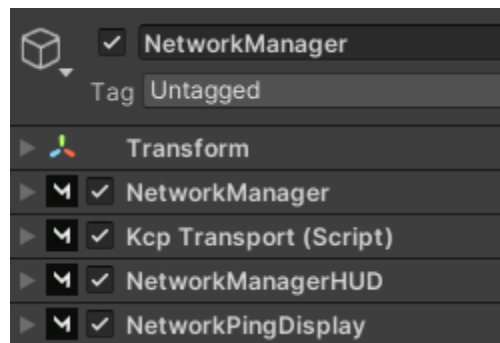 NetworkManager
Tag Untagged
Transform
NetworkManager
Kcp Transport (Script)
NetworkManagerHUD
NetworkPingDisplay